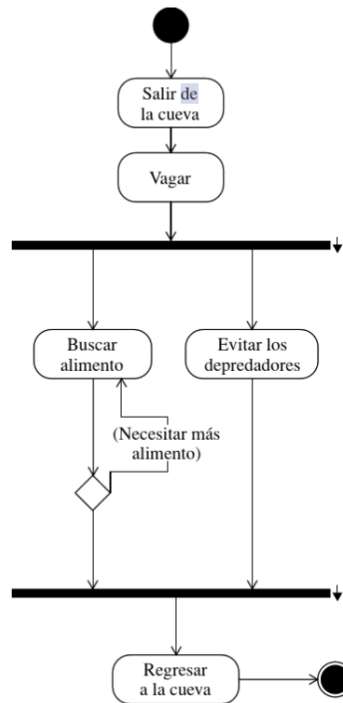 Salir de
la cueva
Vagar
Buscar
alimento
Evitar los
depredadores
(Necesitar más
alimento)
Regresar
a la cueva